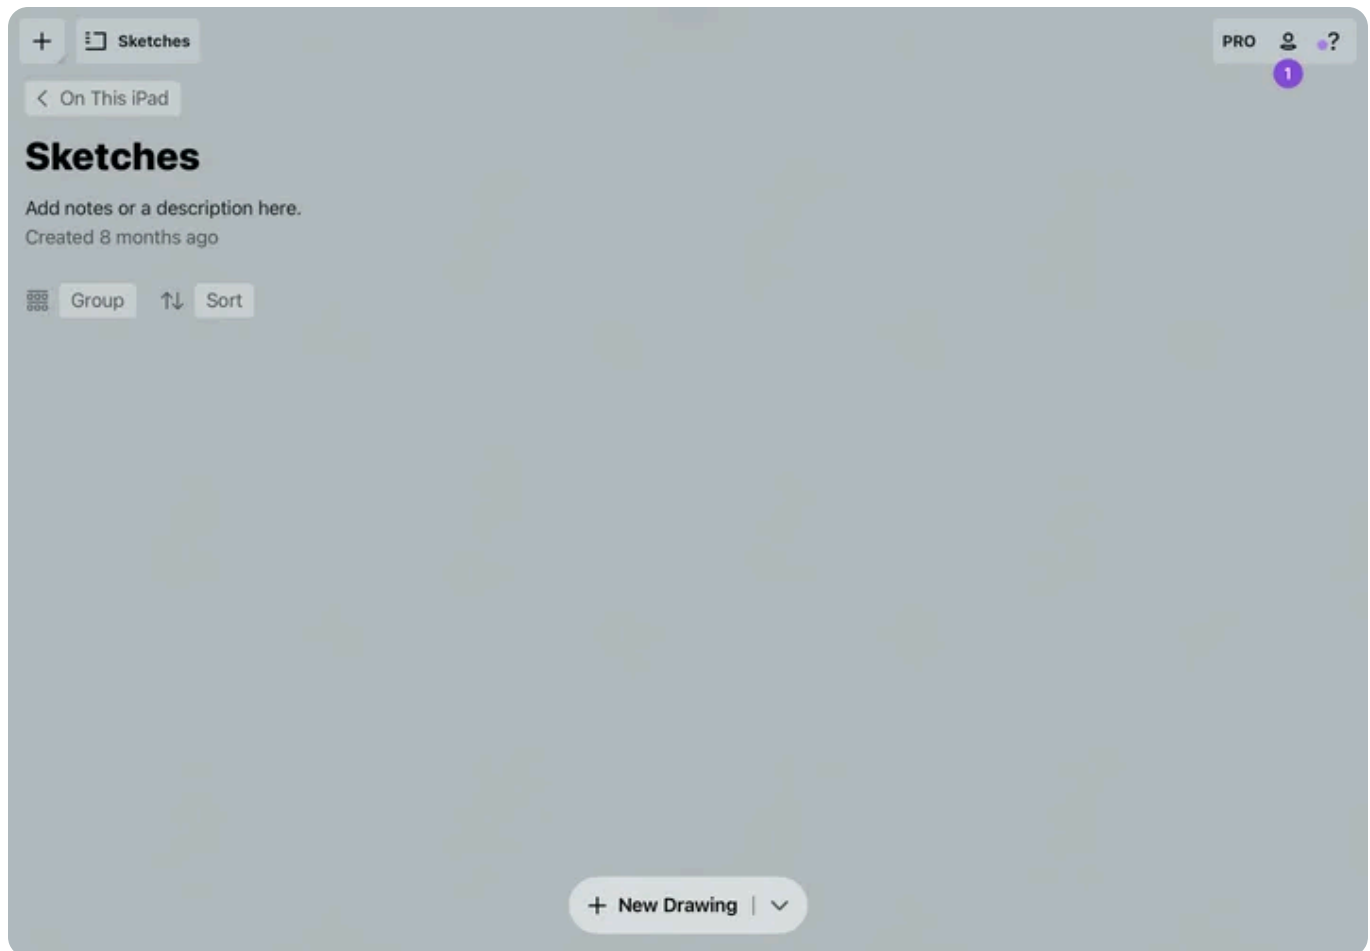 Sketches
PRO
?
1
On This iPad
Sketches
Add notes or a description here.
Created 8 months ago
Group
Sort
New Drawing